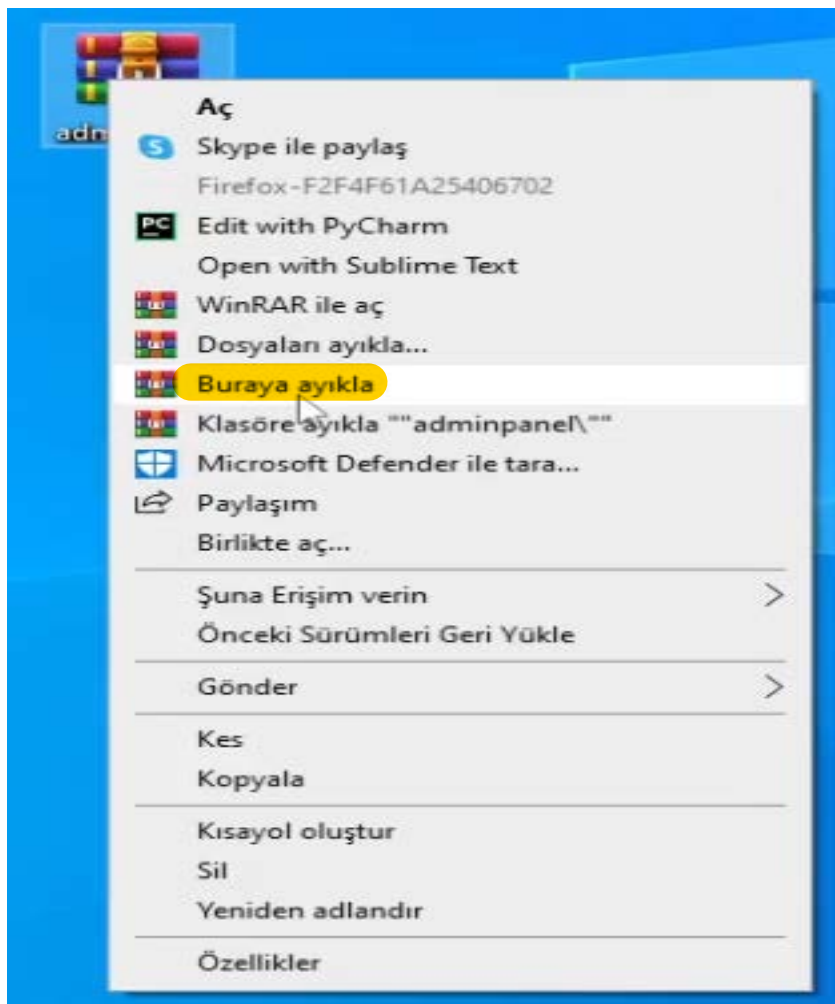 adn
Aç
Skype ile paylaş
Firefox-F2F4F61A25406702
Edit with PyCharm
Open with Sublime Text
WinRAR ile aç
Dosyaları ayıkla...
Buraya ayıkla
Klasöre ayıkla ""adminpanel\""
Microsoft Defender ile tara...
Paylaşım
Birlikte aç...
Şuna Erişim verin
Önceki Sürümleri Geri Yükle
Gönder
Kes
Kopyala
Kısayol oluştur
Sil
Yeniden adlandır
Özellikler